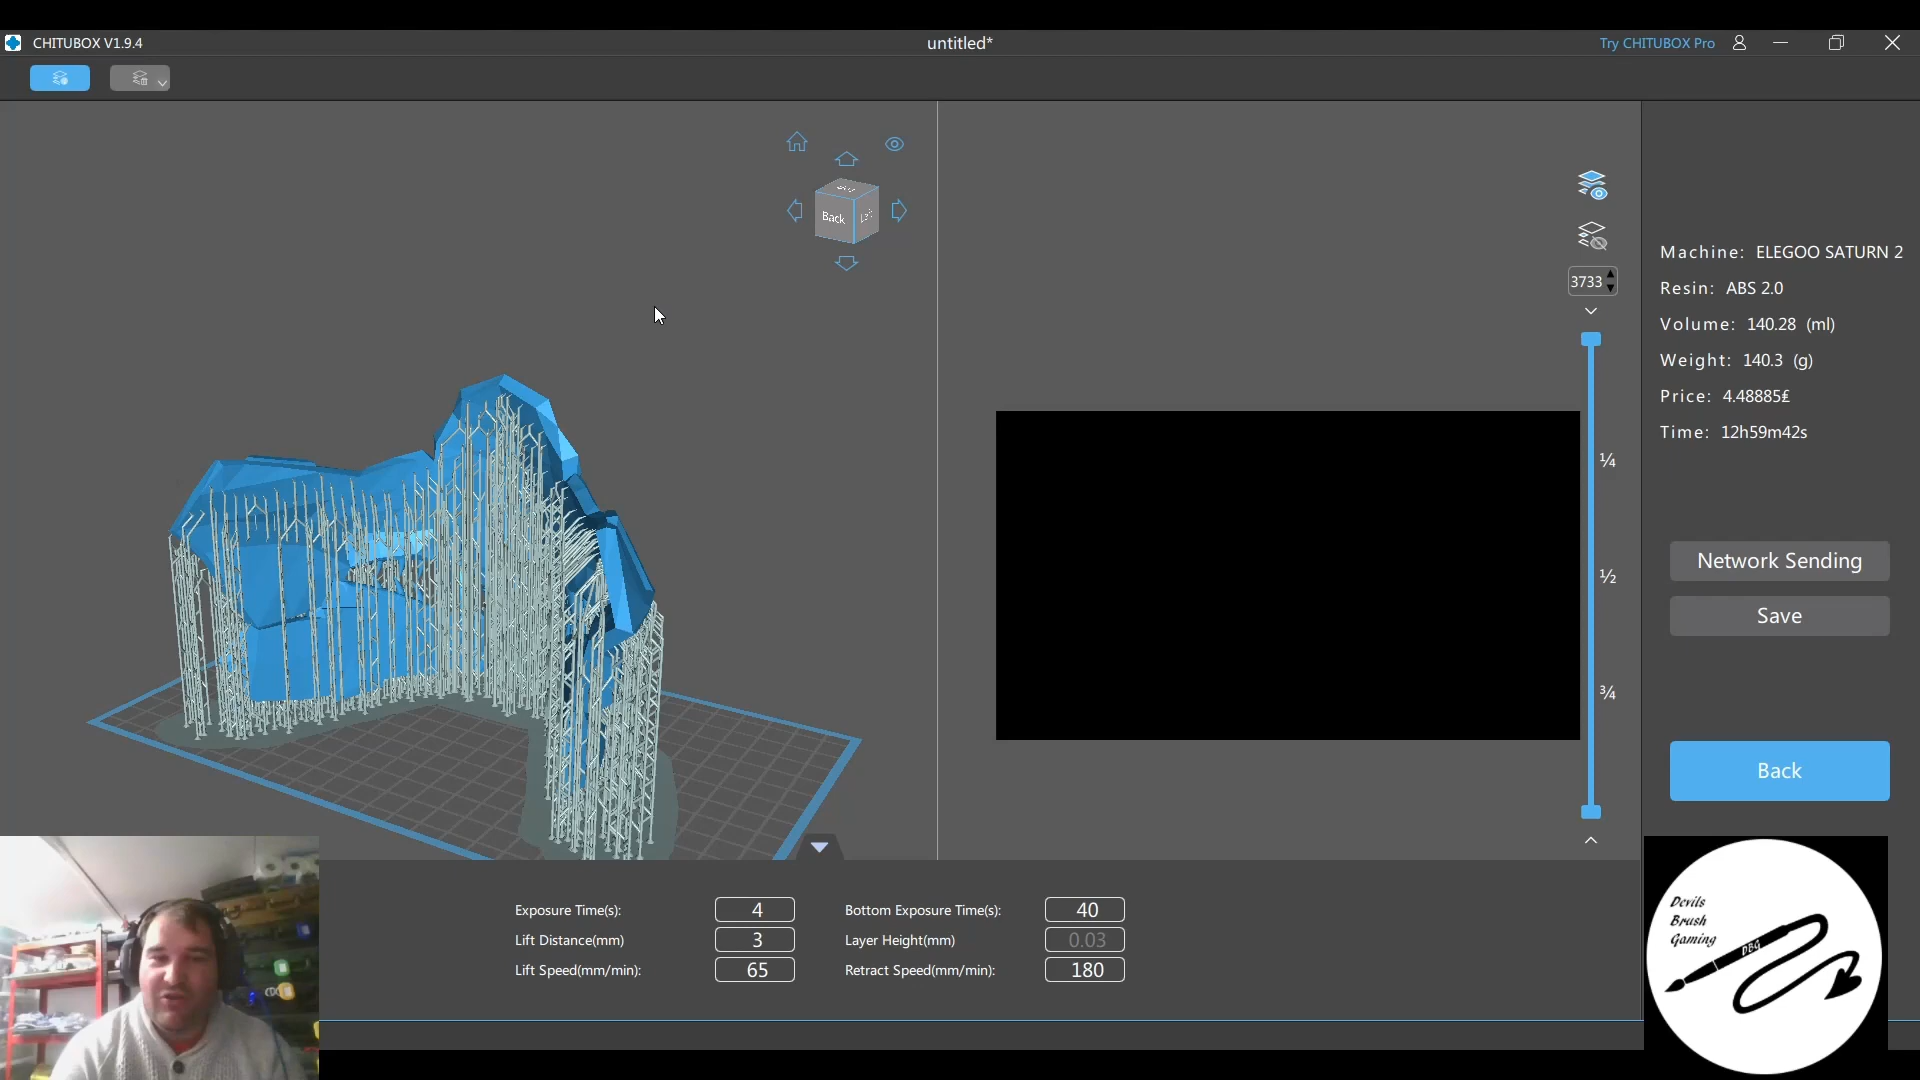 CHITUBOX V1.9.4
untitled*
Try CHITUBOX Pro
Back
3733
¼
½
¾
Machine: ELEGOO SATURN 2
Resin: ABS 2.0
Volume: 140.28 (ml)
Weight: 140.3 (g)
Price: 4.48885£
Time: 12h59m42s
Network Sending
Save
Back
Exposure Time(s): 4
Bottom Exposure Time(s): 40
Lift Distance(mm) 3
Layer Height(mm) 0.03
Lift Speed(mm/min): 65
Retract Speed(mm/min): 180
Devils
Brush
Gaming
DBG